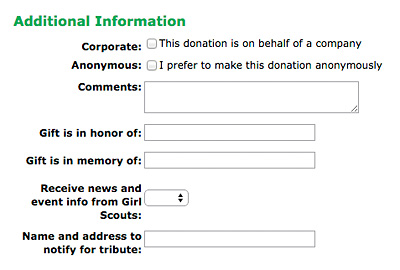 Additional Information
Corporate: This donation is on behalf of a company
Anonymous: I prefer to make this donation anonymously
Comments:
Gift is in honor of:
Gift is in memory of:
Receive news and
event info from Girl
Scouts:
Name and address to
notify for tribute: